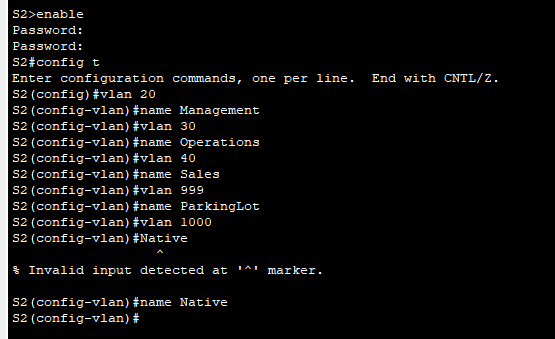 S2>enable
Password:
Password:
S2#config t
Enter configuration commands, one per line.  End with CNTL/Z.
S2(config)#vlan 20
S2(config-vlan)#name Management
S2(config-vlan)#vlan 30
S2(config-vlan)#name Operations
S2(config-vlan)#vlan 40
S2(config-vlan)#name Sales
S2(config-vlan)#vlan 999
S2(config-vlan)#name ParkingLot
S2(config-vlan)#vlan 1000
S2(config-vlan)#Native
^
% Invalid input detected at '^' marker.
S2(config-vlan)#name Native
S2(config-vlan)#